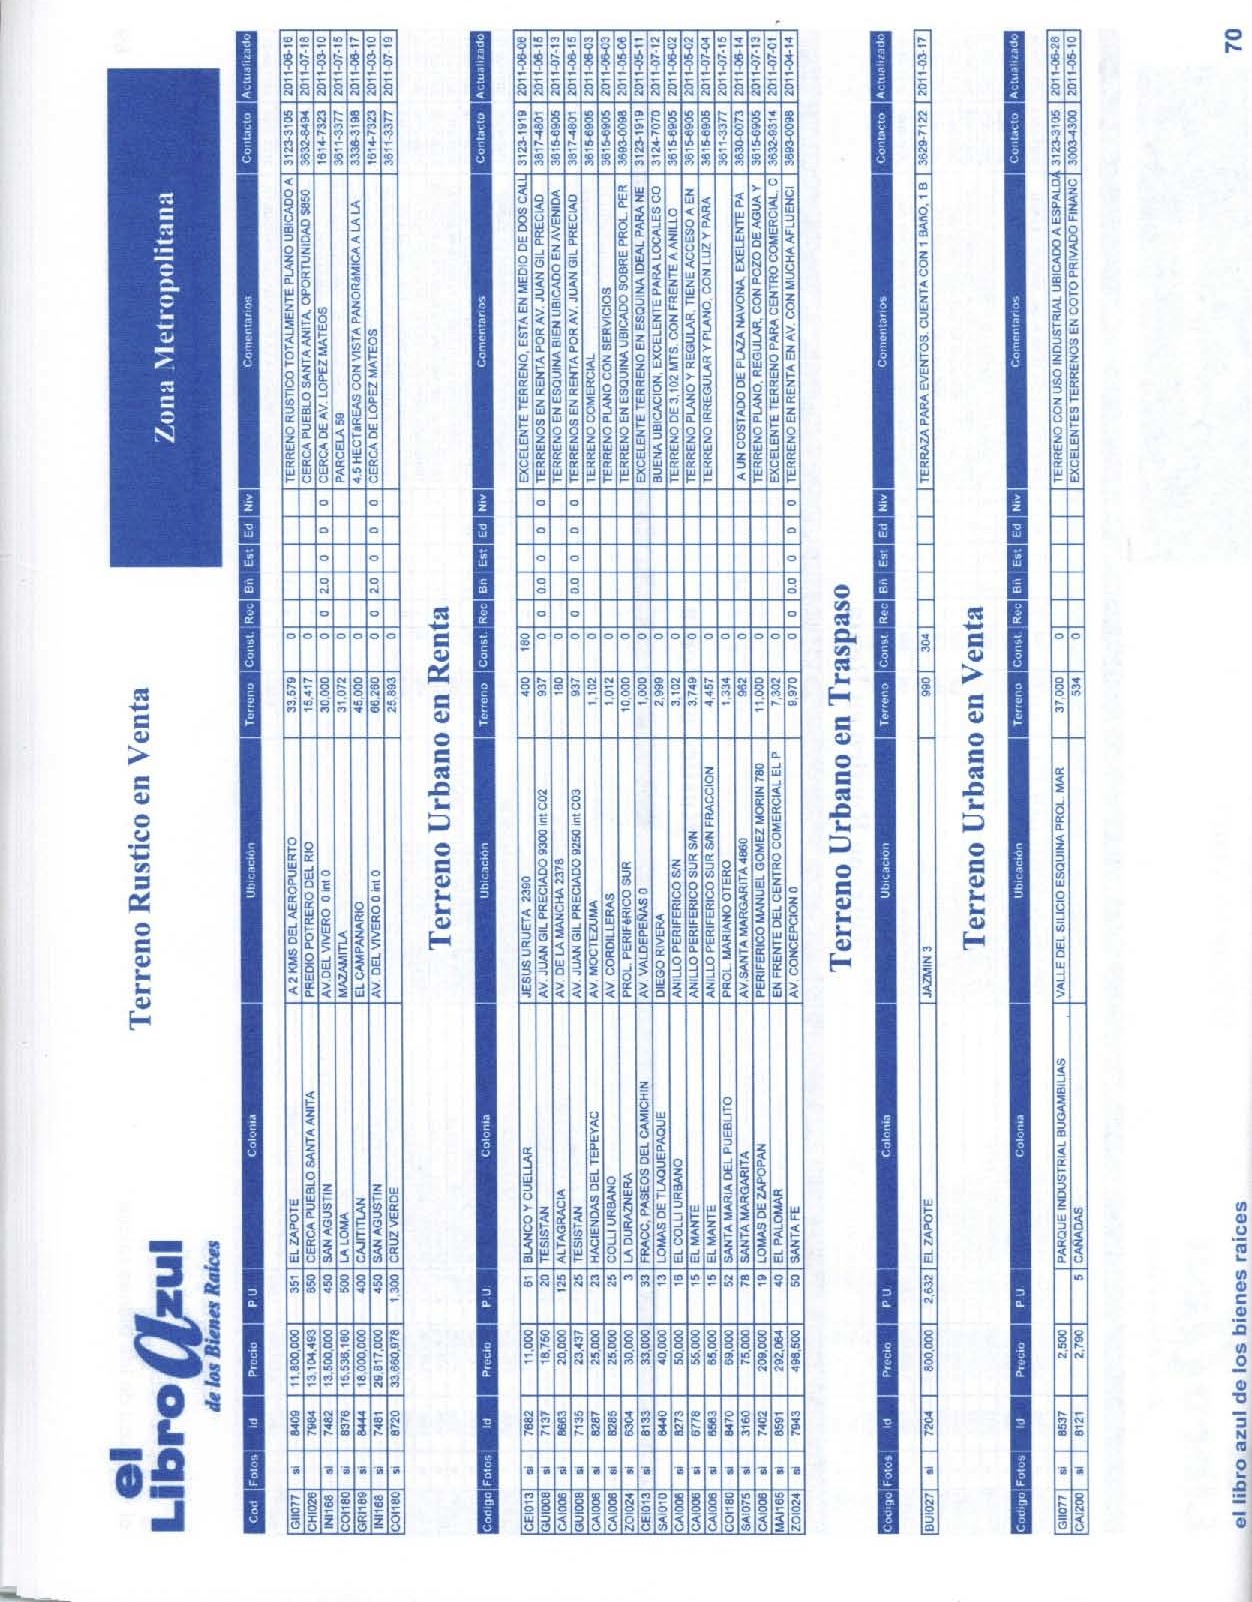 el
Libro Azul
de los Bienes Raíces
Terreno Rustico en Venta
Zona Metropolitana
Cod Fotos Id Precio P.U. Colonia Ubicación Terreno Const. Rec Bñ Est Ed Niv Comentarios Contacto Actualizado
GII077 si 8409 11,800,000 351 EL ZAPOTE A 2 KMS DEL AEROPUERTO 33,579 0 TERRENO RUSTICO TOTALMENTE PLANO UBICADO A 3123-3105 2011-06-16
CHI026 si 7984 13,104,493 850 CERCA PUEBLO SANTA ANITA PREDIO POTRERO DEL RIO 15,417 0 CERCA PUEBLO SANTA ANITA, OPORTUNIDAD $850 3632-8494 2011-07-18
INI168 si 7482 13,500,000 450 SAN AGUSTIN AV.DEL VIVERO 0 int 0 30,000 0 0 2.0 0 0 0 CERCA DE AV. LOPEZ MATEOS 1614-7323 2011-03-10
COI180 si 8376 15,536,160 500 LA LOMA MAZAMITLA 31,072 0 PARCELA 59 3611-3377 2011-07-15
GRI189 si 8444 18,000,000 400 CAJITITLAN EL CAMPANARIO 45,000 0 4.5 HECTáREAS CON VISTA PANORáMICA A LA LA 3336-3198 2011-06-17
INI168 si 7481 29,817,000 450 SAN AGUSTIN AV. DEL VIVERO 0 int 0 66,260 0 0 2.0 0 0 0 CERCA DE LOPEZ MATEOS 1614-7323 2011-03-10
COI180 si 8720 33,660,978 1,300 CRUZ VERDE 25,893 0 3611-3377 2011-07-19
Terreno Urbano en Renta
Codigo Fotos Id Precio P.U. Colonia Ubicación Terreno Const. Rec Bñ Est Ed Niv Comentarios Contacto Actualizado
CEI013 si 7682 11,000 61 BLANCO Y CUELLAR JESUS URUETA 2390 400 180 EXCELENTE TERRENO, ESTA EN MEDIO DE DOS CALL 3123-1919 2011-06-06
GUI008 si 7137 18,750 20 TESISTAN AV. JUAN GIL PRECIADO 9300 int C02 937 0 0 0.0 0 0 0 TERRENOS EN RENTA POR AV. JUAN GIL PRECIAD 3817-4801 2011-06-15
CAI006 si 8663 20,000 125 ALTAGRACIA AV. DE LA MANCHA 2378 160 0 TERRENO EN ESQUINA BIEN UBICADO EN AVENIDA 3615-6905 2011-07-13
GUI008 si 7135 23,437 25 TESISTAN AV. JUAN GIL PRECIADO 9250 int C03 937 0 0 0.0 0 0 0 TERRENOS EN RENTA POR AV. JUAN GIL PRECIAD 3817-4801 2011-06-15
CAI006 si 8287 25,000 23 HACIENDAS DEL TEPEYAC AV. MOCTEZUMA 1,102 0 TERRENO COMERCIAL 3615-6905 2011-06-03
CAI006 si 8285 25,000 25 COLLI URBANO AV. CORDILLERAS 1,012 0 TERRENO PLANO CON SERVICIOS 3615-6905 2011-06-03
ZOI024 si 6304 30,000 3 LA DURAZNERA PROL. PERIFéRICO SUR 10,000 0 TERRENO EN ESQUINA UBICADO SOBRE PROL. PER 3693-0098 2011-05-06
CEI013 si 8133 33,000 33 FRACC, PASEOS DEL CAMICHIN AV. VALDEPEÑAS 0 1,000 0 EXCELENTE TERRENO EN ESQUINA IDEAL PARA NE 3123-1919 2011-05-11
SAI010 si 8440 40,000 13 LOMAS DE TLAQUEPAQUE DIEGO RIVERA 2,999 0 BUENA UBICACION, EXCELENTE PARA LOCALES CO 3124-7070 2011-07-12
CAI006 si 8273 50,000 16 EL COLLI URBANO ANILLO PERIFERICO S/N 3,102 0 TERRENO DE 3,102 MTS. CON FRENTE A ANILLO 3615-6905 2011-06-02
CAI006 si 6778 55,000 15 EL MANTE ANILLO PERIFERICO SUR S/N 3,749 0 TERRENO PLANO Y REGULAR, TIENE ACCESO A EN 3615-6905 2011-05-02
CAI006 si 8563 65,000 15 EL MANTE ANILLO PERIFERICO SUR S/N FRACCION 4,457 0 TERRENO IRREGULAR Y PLANO, CON LUZ Y PARA 3615-6905 2011-07-04
COI180 si 8470 69,000 52 SANTA MARIA DEL PUEBLITO PROL. MARIANO OTERO 1,334 0 3611-3377 2011-07-15
SAI075 si 3160 75,000 78 SANTA MARGARITA AV.SANTA MARGARITA 4860 962 0 A UN COSTADO DE PLAZA NAVONA, EXELENTE PA 3630-0073 2011-06-14
CAI006 si 7402 209,000 19 LOMAS DE ZAPOPAN PERIFERICO MANUEL GOMEZ MORIN 780 11,000 0 TERRENO PLANO, REGULAR, CON POZO DE AGUA Y 3615-6905 2011-07-13
MAI165 si 8591 292,084 40 EL PALOMAR EN FRENTE DEL CENTRO COMERCIAL EL P 7,302 0 EXCELENTE TERRENO PARA CENTRO COMERCIAL, C 3632-9314 2011-07-01
ZOI024 si 7943 498,500 50 SANTA FE AV. CONCEPCION 0 9,970 0 0 0.0 0 0 0 TERRENO EN RENTA EN AV. CON MUCHA AFLUENCI 3693-0098 2011-04-14
Terreno Urbano en Traspaso
Codigo Fotos Id Precio P.U. Colonia Ubicación Terreno Const. Rec Bñ Est Ed Niv Comentarios Contacto Actualizado
BUI027 si 7204 800,000 2,632 EL ZAPOTE JAZMIN 3 990 304 TERRAZA PARA EVENTOS. CUENTA CON 1 BAñO, 1 B 3629-7122 2011-03-17
Terreno Urbano en Venta
Codigo Fotos Id Precio P.U. Colonia Ubicación Terreno Const. Rec Bñ Est Ed Niv Comentarios Contacto Actualizado
GII077 si 8537 2,590 PARQUE INDUSTRIAL BUGAMBILIAS VALLE DEL SILICIO ESQUINA PROL. MAR 37,000 0 TERRENO CON USO INDUSTRIAL UBICADO A ESPALDA 3123-3105 2011-06-28
CAI200 si 8121 2,790 5 CAÑADAS 534 0 EXCELENTES TERRENOS EN COTO PRIVADO FINANC 3003-4300 2011-05-10
el libro azul de los bienes raíces
70